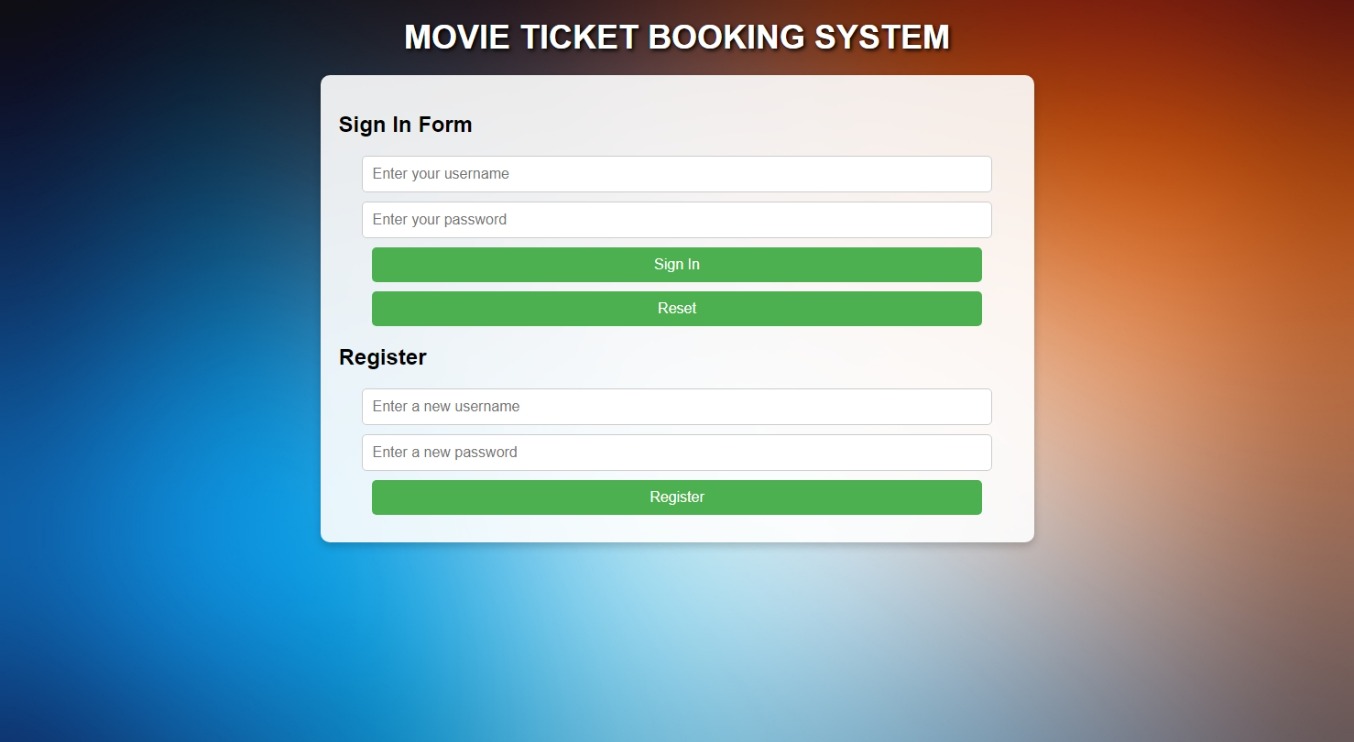 MOVIE TICKET BOOKING SYSTEM
Sign In Form
Enter your username
Enter your password
Sign In
Reset
Register
Enter a new username
Enter a new password
Register